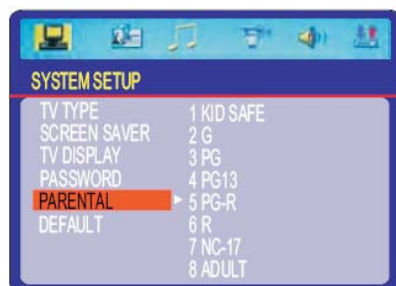 SYSTEM SETUP
TV TYPE
SCREEN SAVER
TV DISPLAY
PASSWORD
PARENTAL
DEFAULT
1 KID SAFE
2 G
3 PG
4 PG13
5 PG-R
6 R
7 NC-17
8 ADULT